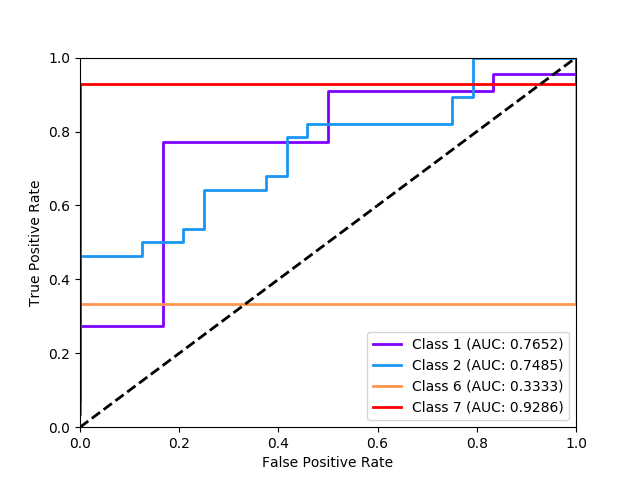 1.0
0.8
0.6
0.4
0.2
0.0
True Positive Rate
Class 1 (AUC: 0.7652)
Class 2 (AUC: 0.7485)
Class 6 (AUC: 0.3333)
Class 7 (AUC: 0.9286)
0.0 0.2 0.4 0.6 0.8 1.0
False Positive Rate